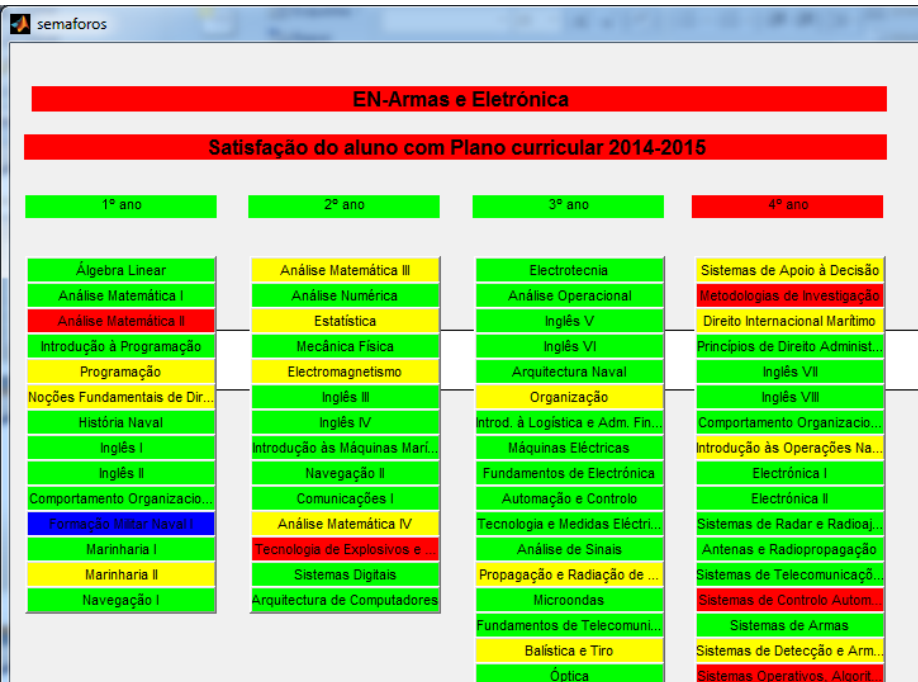 semaforos
EN-Armas e Eletrónica
Satisfação do aluno com Plano curricular 2014-2015
1º ano
Álgebra Linear
Análise Matemática I
Análise Matemática II
Introdução à Programação
Programação
Noções Fundamentais de Dir...
História Naval
Inglês I
Inglês II
Comportamento Organizacio...
Formação Militar Naval I
Marinharia I
Marinharia II
Navegação I
2º ano
Análise Matemática III
Análise Numérica
Estatística
Mecânica Física
Electromagnetismo
Inglês III
Inglês IV
Introdução às Máquinas Marí...
Navegação II
Comunicações I
Análise Matemática IV
Tecnologia de Explosivos e ...
Sistemas Digitais
Arquitectura de Computadores
3º ano
Electrotecnia
Análise Operacional
Inglês V
Inglês VI
Arquitectura Naval
Organização
Introd. à Logística e Adm. Fin...
Máquinas Eléctricas
Fundamentos de Electrónica
Automação e Controlo
Tecnologia e Medidas Eléctri...
Análise de Sinais
Propagação e Radiação de ...
Microondas
Fundamentos de Telecomuni...
Balística e Tiro
Óptica
4º ano
Sistemas de Apoio à Decisão
Metodologias de Investigação
Direito Internacional Marítimo
Princípios de Direito Administ...
Inglês VII
Inglês VIII
Comportamento Organizacio...
Introdução às Operações Na...
Electrónica I
Electrónica II
Sistemas de Radar e Radioaj...
Antenas e Radiopropagação
Sistemas de Telecomunicaçõ...
Sistemas de Controlo Autom...
Sistemas de Armas
Sistemas de Detecção e Arm...
Sistemas Operativos, Algorit...